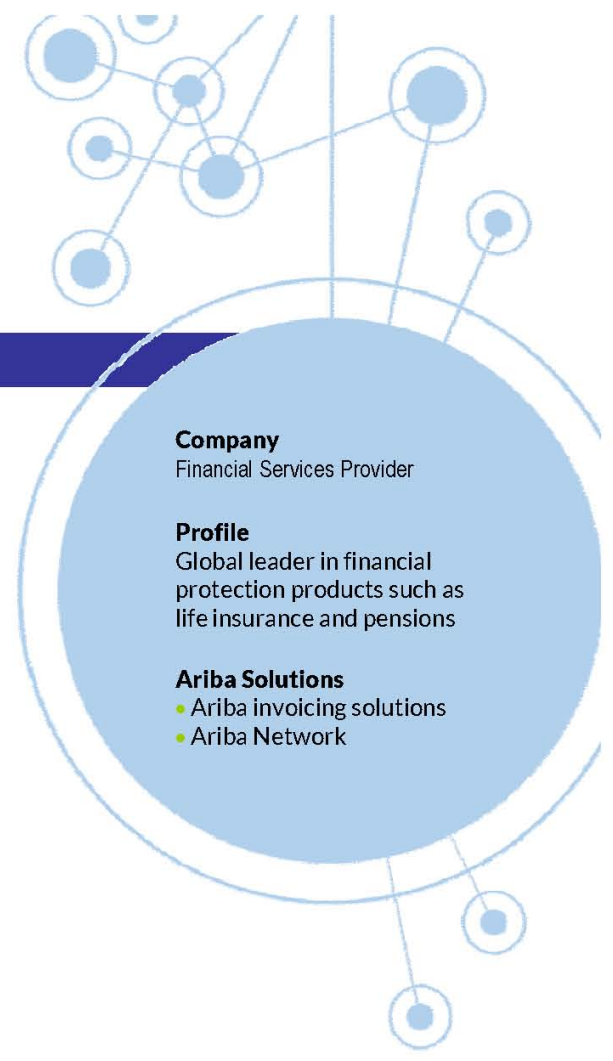 Company
Financial Services Provider
Profile
Global leader in financial
protection products such as
life insurance and pensions
Ariba Solutions
• Ariba invoicing solutions
• Ariba Network